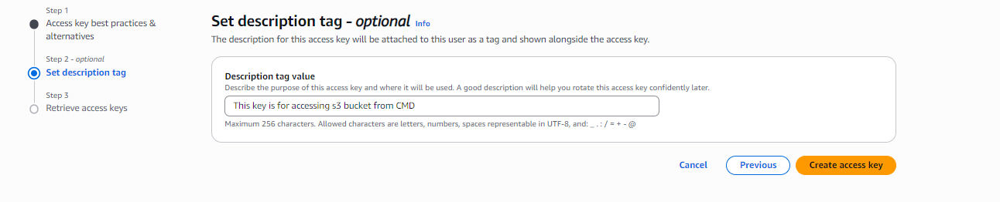 Step 1
Access key best practices &
alternatives
Step 2 - optional
Set description tag
Step 3
Retrieve access keys
Set description tag - optional Info
The description for this access key will be attached to this user as a tag and shown alongside the access key.
Description tag value
Describe the purpose of this access key and where it will be used. A good description will help you rotate this access key confidently later.
This key is for accessing s3 bucket from CMD
Maximum 256 characters. Allowed characters are letters, numbers, spaces representable in UTF-8, and: _ . : / = + - @
Cancel Previous Create access key